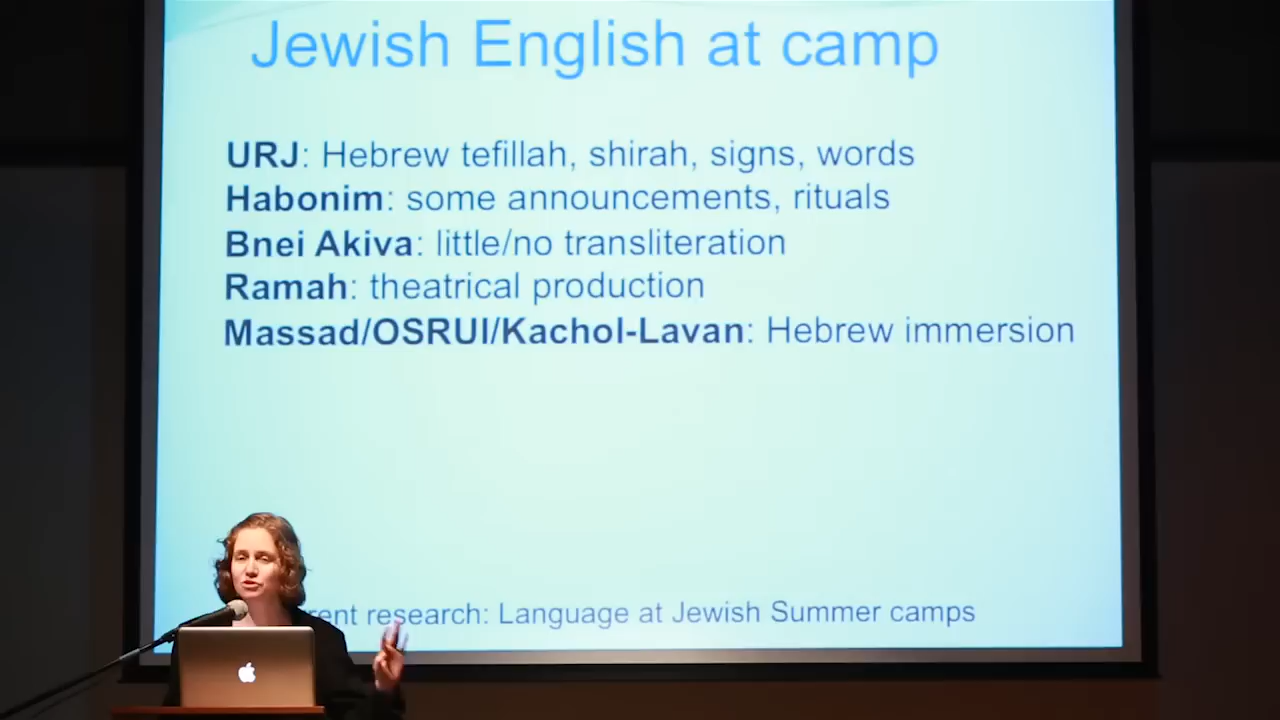 Jewish English at camp
URJ: Hebrew tefillah, shirah, signs, words
Habonim: some announcements, rituals
Bnei Akiva: little/no transliteration
Ramah: theatrical production
Massad/OSRUI/Kachol-Lavan: Hebrew immersion
research: Language at Jewish Summer camps